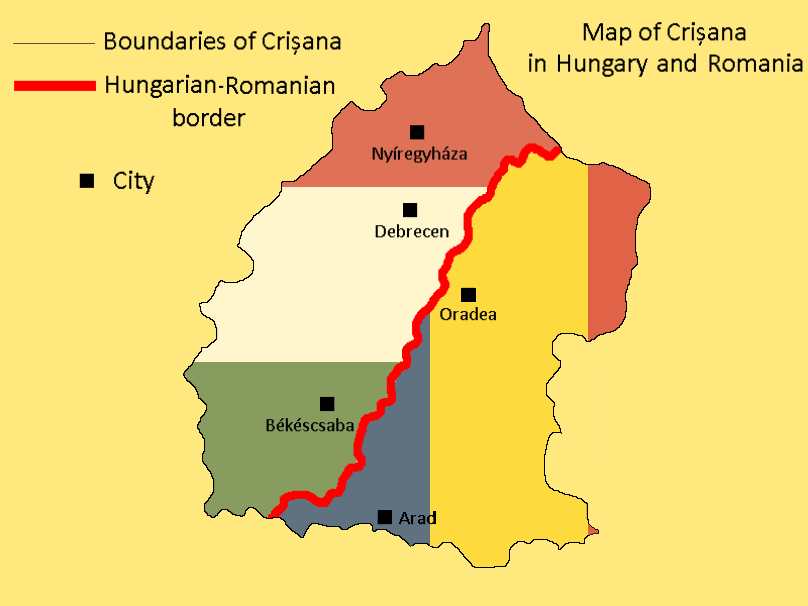 Boundaries of Crișana
Hungarian-Romanian
border
City
Map of Crișana
in Hungary and Romania
Nyíregyháza
Debrecen
Oradea
Békéscsaba
Arad